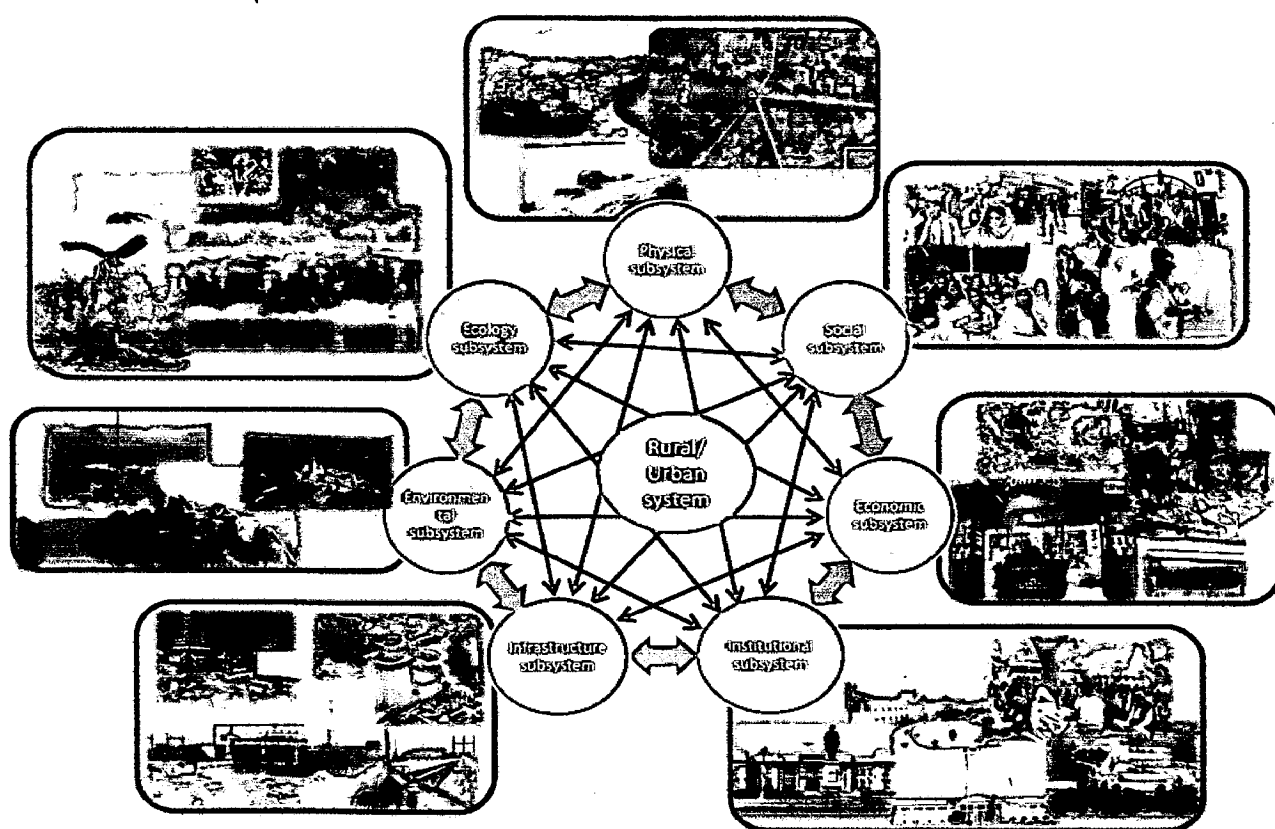 Physical
subsystem
Ecology
subsystem
Social
subsystem
Rural/
Urban
system
Environmen
tal
subsystem
Economic
subsystem
Infrastructure
subsystem
Institutional
subsystem